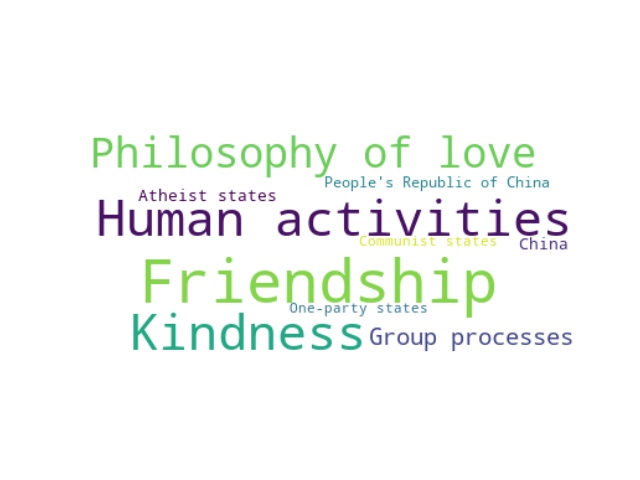 Philosophy of love
People's Republic of China
Atheist states
Human activities
Communist states
China
Friendship
One-party states
Kindness
Group processes